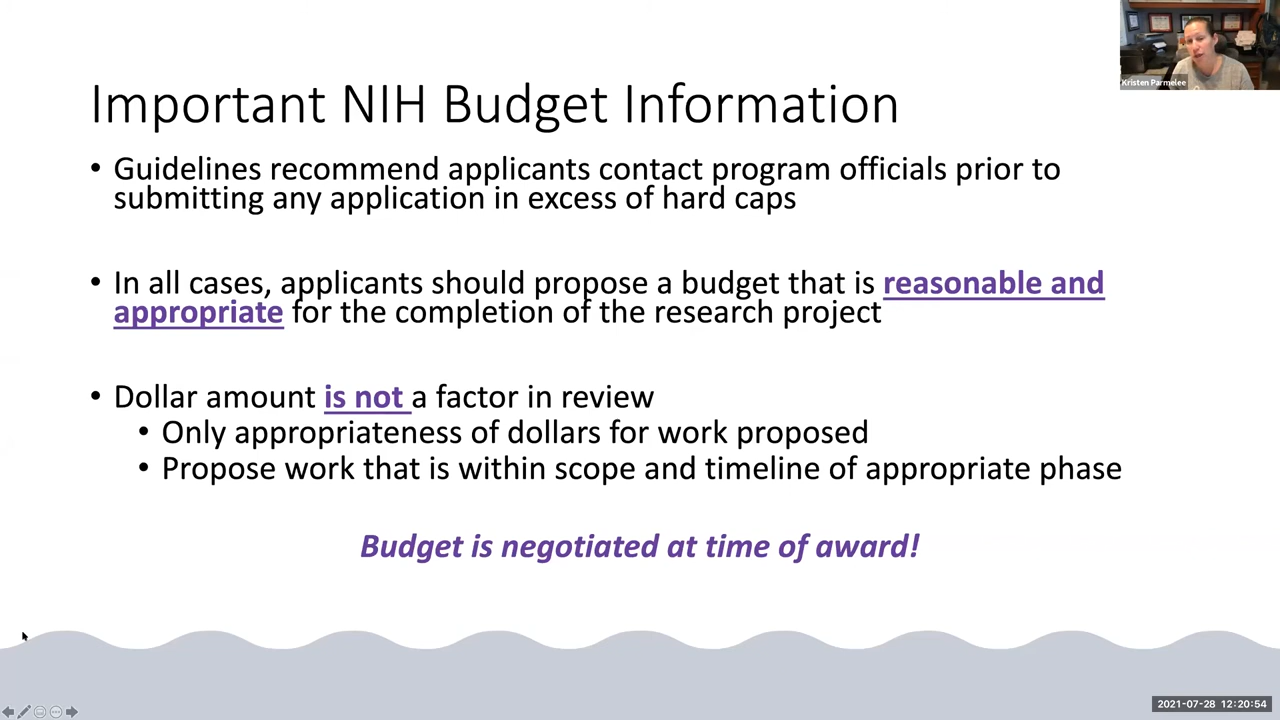 Kristen Parmelee
Important NIH Budget Information
• Guidelines recommend applicants contact program officials prior to
submitting any application in excess of hard caps
• In all cases, applicants should propose a budget that is reasonable and
appropriate for the completion of the research project
• Dollar amount is not a factor in review
• Only appropriateness of dollars for work proposed
• Propose work that is within scope and timeline of appropriate phase
Budget is negotiated at time of award!
2021-07-28 12:20:54